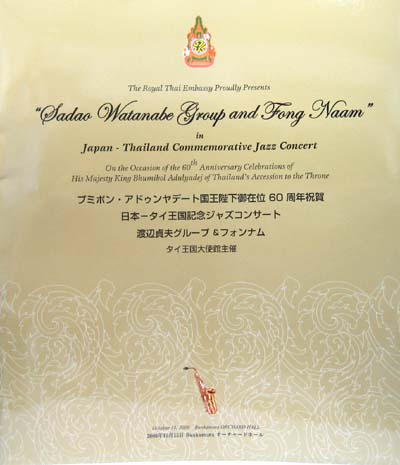 The Royal Thai Embassy Proudly Presents
"Sadao Watanabe Group and Fong Naam"
in
Japan - Thailand Commemorative Jazz Concert
On the Occasion of the 60th Anniversary Celebrations of
His Majesty King Bhumibol Adulyadej of Thailand's Accession to the Throne
プミポン・アドゥンヤデート国王陛下御在位 60 周年祝賀
日本－タイ王国記念ジャズコンサート
渡辺貞夫グループ & フォンナム
タイ王国大使館主催
2006 Bunkamura ORCHARD HALL
Bunkamura オーチャードホール